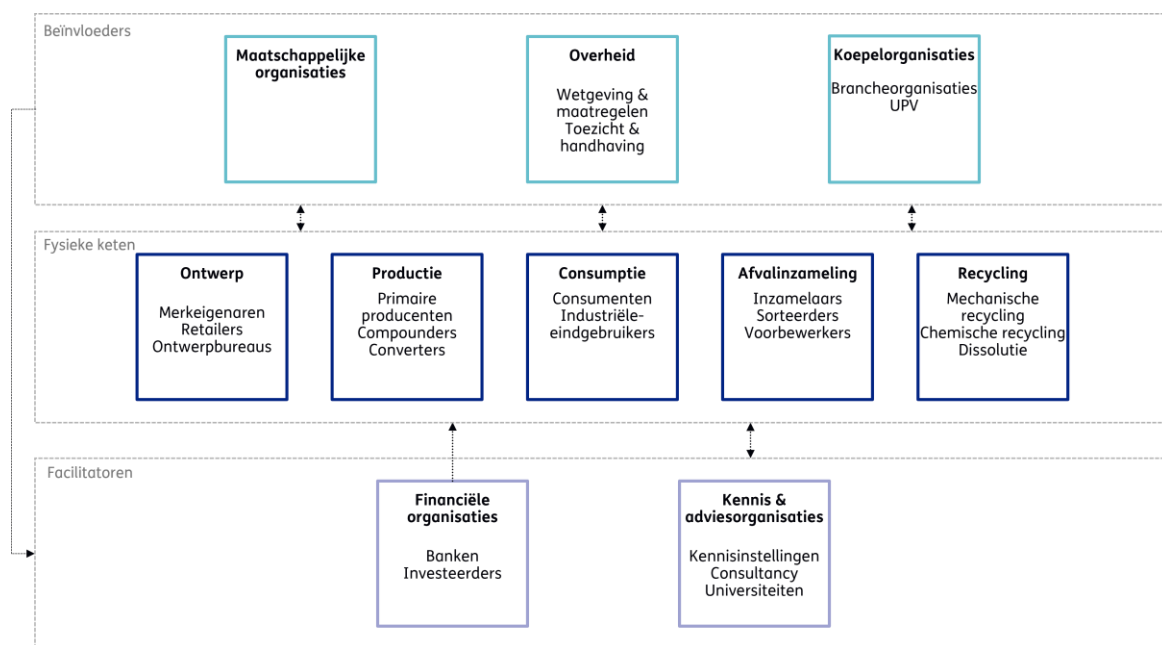 Beïnvloeders
Maatschappelijke
organisaties
Overheid
Wetgeving &
maatregelen
Toezicht &
handhaving
Koepelorganisaties
Brancheorganisaties
UPV
Fysieke keten
Ontwerp
Merkeigenaren
Retailers
Ontwerpbureaus
Productie
Primaire
producenten
Compounders
Converters
Consumptie
Consumenten
Industriële-
eindgebruikers
Afvalinzameling
Inzamelaars
Sorteerders
Voorbewerkers
Recycling
Mechanische
recycling
Chemische recycling
Dissolutie
Facilitatoren
Financiële
organisaties
Banken
Investeerders
Kennis &
adviesorganisaties
Kennisinstellingen
Consultancy
Universiteiten